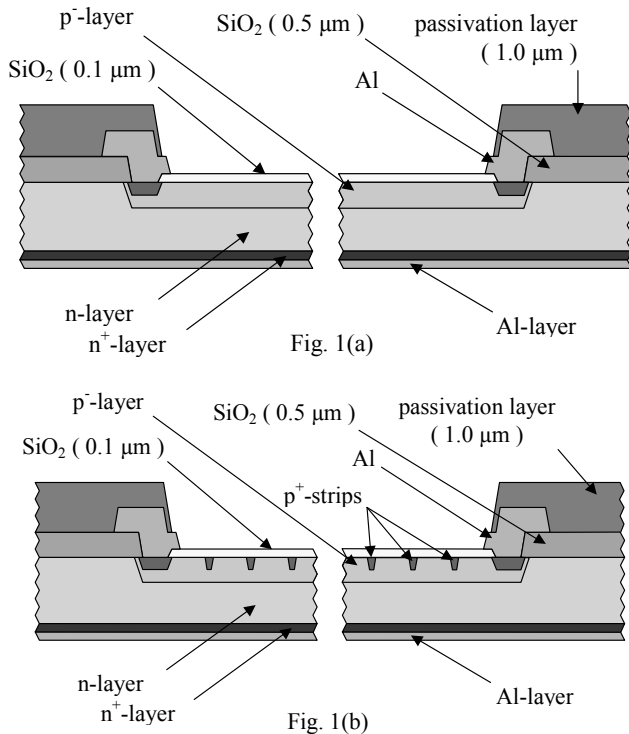 p⁻-layer
SiO₂ ( 0.5 μm )
passivation layer
( 1.0 μm )
SiO₂ ( 0.1 μm )
Al
n-layer
n⁺-layer
Al-layer
Fig. 1(a)
p⁻-layer
SiO₂ ( 0.5 μm )
passivation layer
( 1.0 μm )
SiO₂ ( 0.1 μm )
Al
p⁺-strips
n-layer
n⁺-layer
Al-layer
Fig. 1(b)